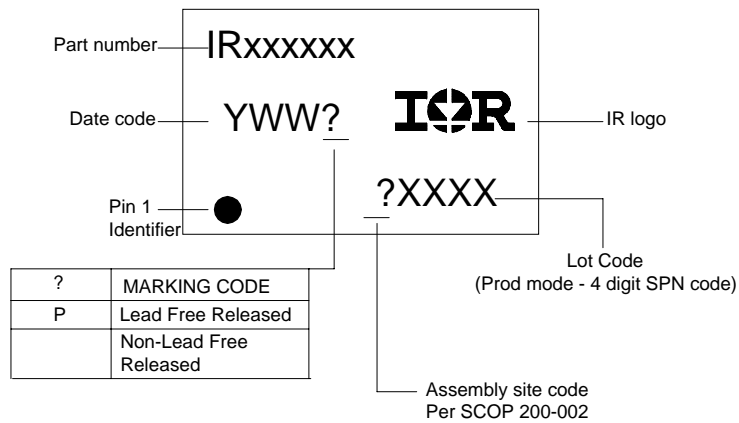 Part number
IRxxxxxx
Date code
YWW?
IOR
IR logo
?XXXX
Pin 1
Identifier
Lot Code
(Prod mode - 4 digit SPN code)
? MARKING CODE
P Lead Free Released
Non-Lead Free
Released
Assembly site code
Per SCOP 200-002